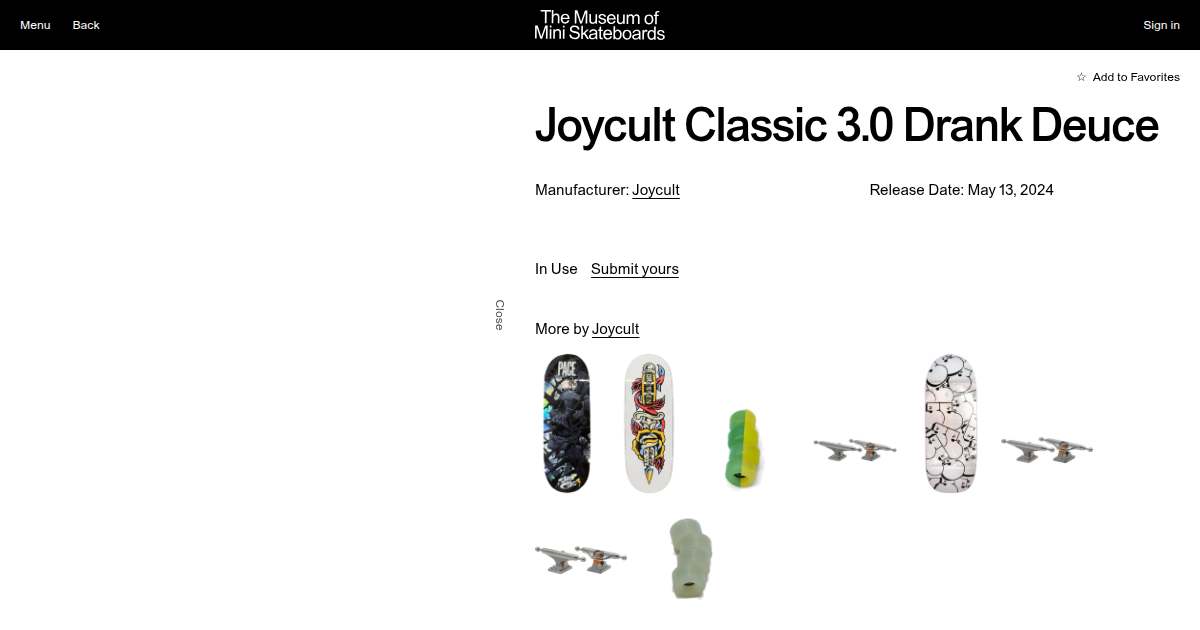 Menu
Back
The Museum of
Mini Skateboards
Sign in
☆ Add to Favorites
Joycult Classic 3.0 Drank Deuce
Manufacturer: Joycult
Release Date: May 13, 2024
In Use
Submit yours
Close
More by Joycult
PACE